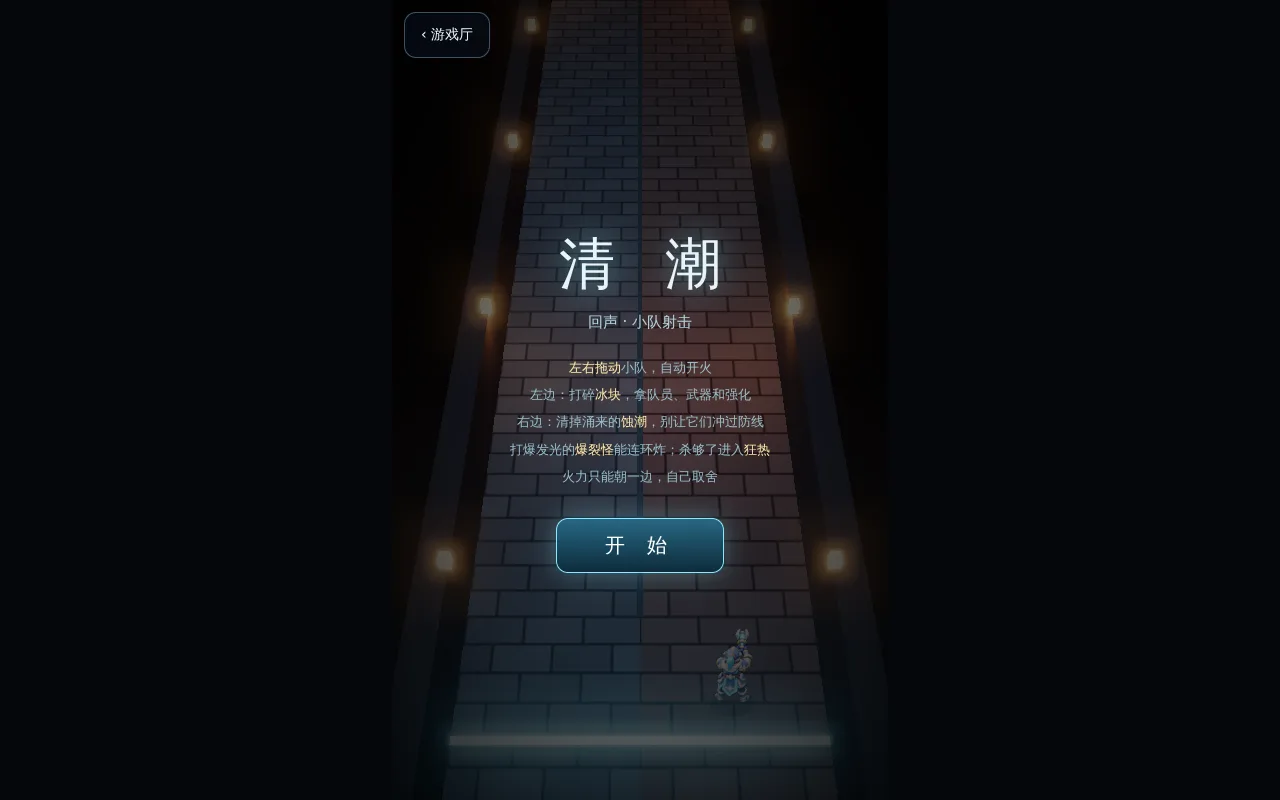 ‹ 游戏厅
清 潮
回声 · 小队射击
左右拖动小队，自动开火
左边：打碎冰块，拿队员、武器和强化
右边：清掉涌来的蚀潮，别让它们冲过防线
打爆发光的爆裂怪能连环炸；杀够了进入狂热
火力只能朝一边，自己取舍
开 始